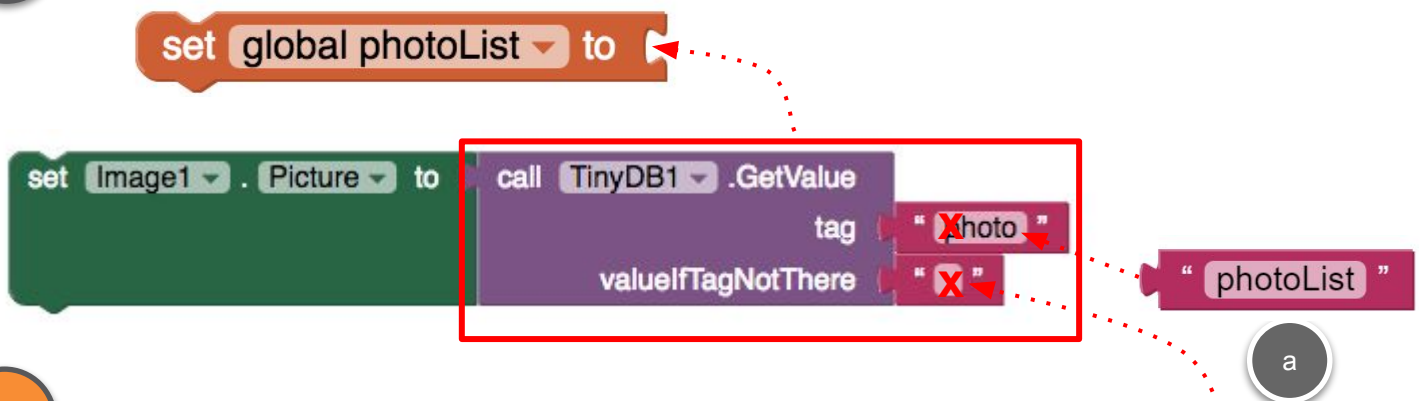 set global photoList to
set Image1 . Picture to call TinyDB1 .GetValue
tag " photo "
X
valueIfTagNotThere " "
X
" photoList "
a